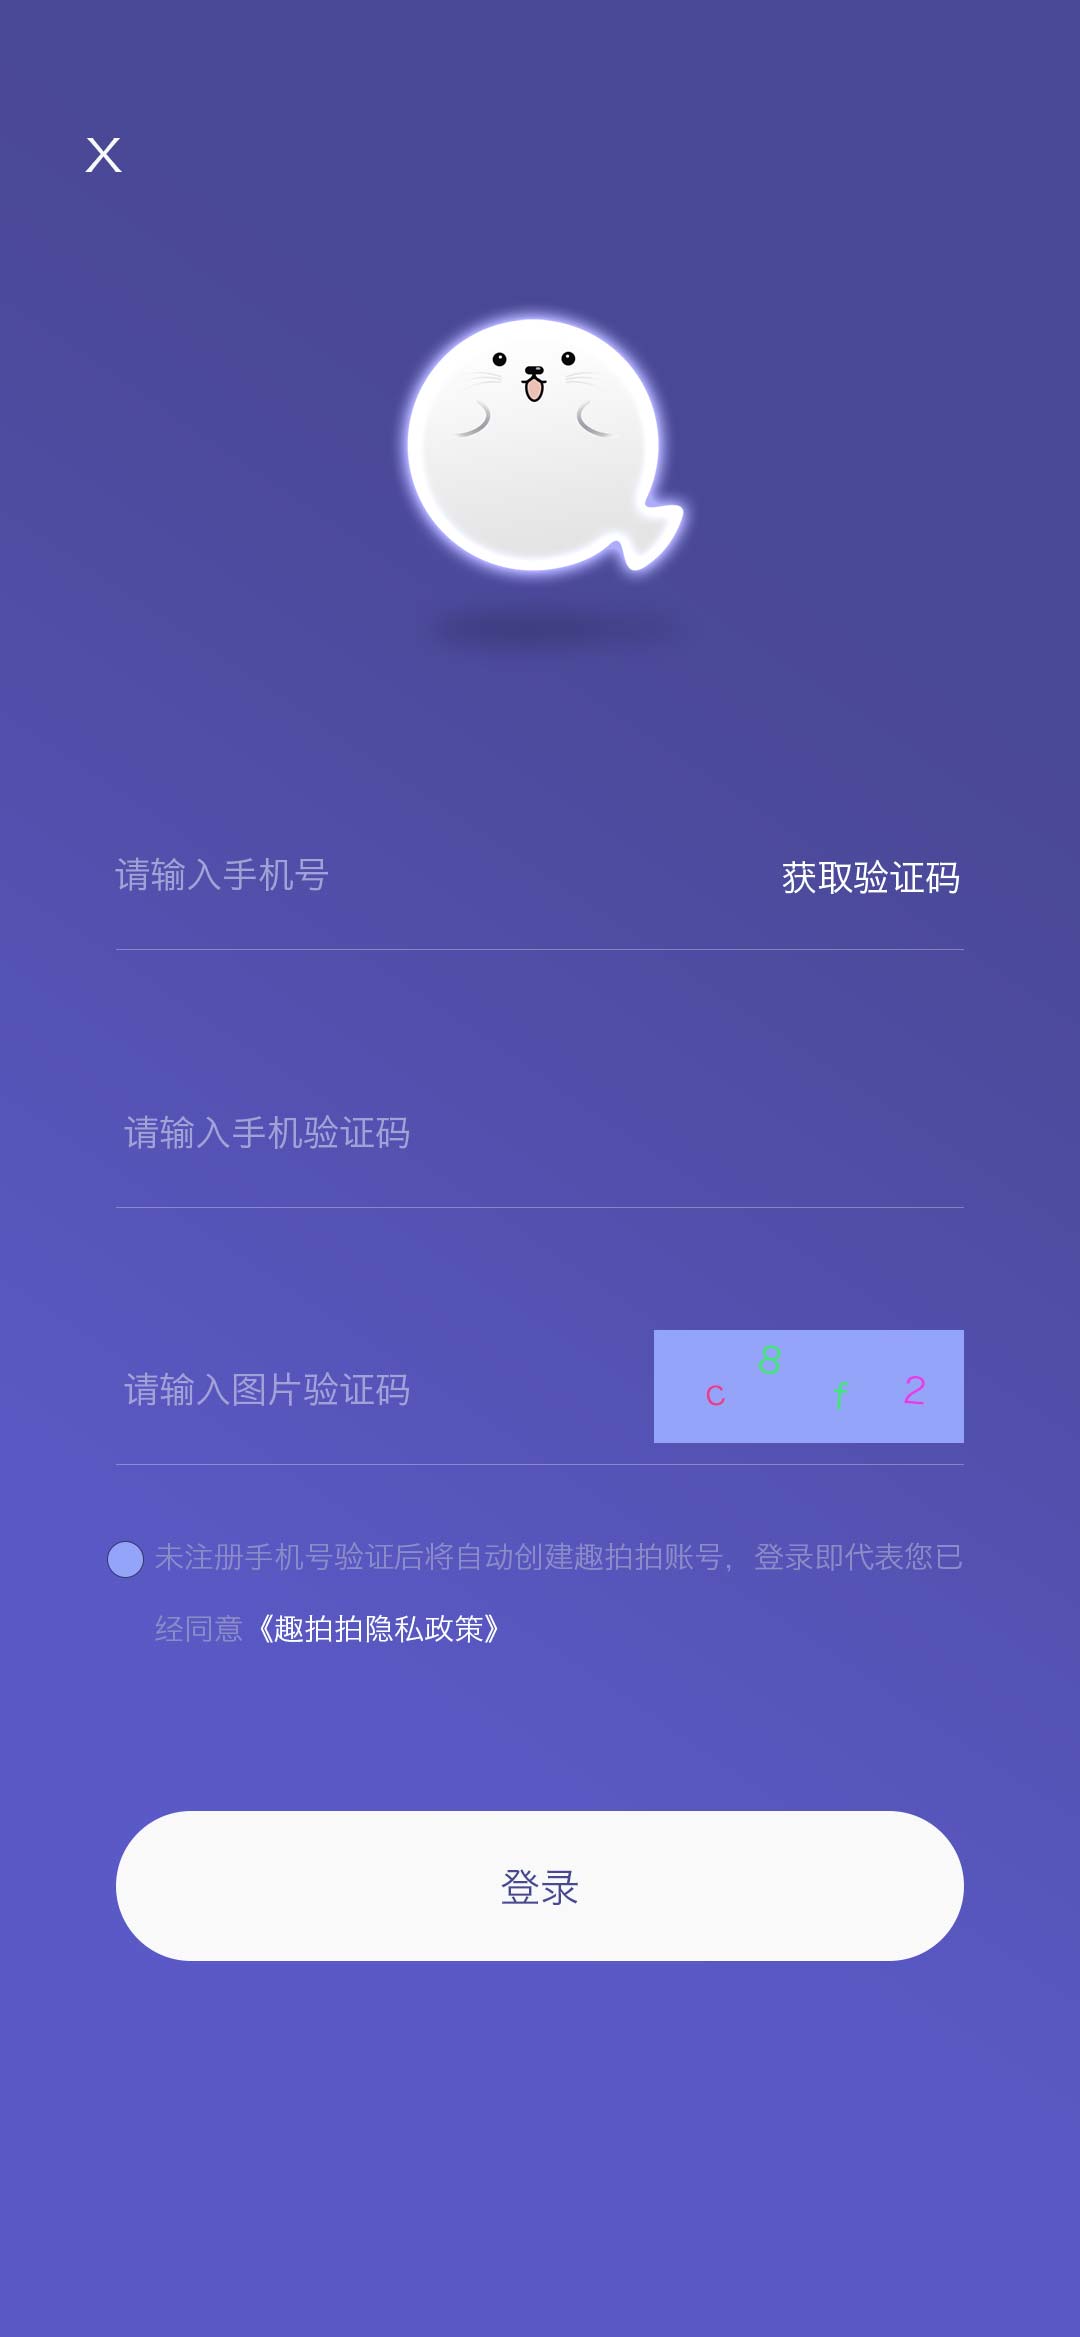 X
请输入手机号 获取验证码
请输入手机验证码
请输入图片验证码 c8f2
未注册手机号验证后将自动创建趣拍拍账号，登录即代表您已
经同意《趣拍拍隐私政策》
登录